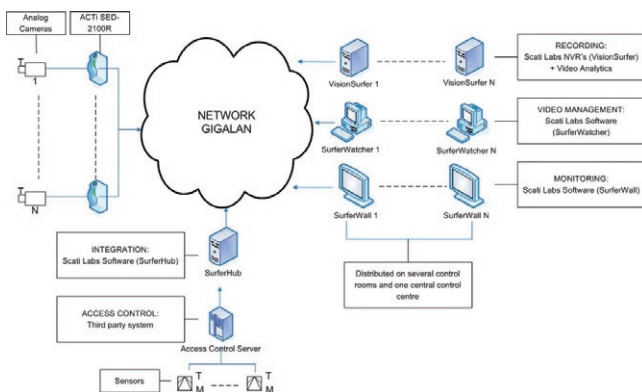 Analog
Cameras
ACTi SED-
2100R
1
N
NETWORK
GIGALAN
VisionSurfer 1
VisionSurfer N
RECORDING:
Scati Labs NVR's (VisionSurfer)
+ Video Analytics
SurferWatcher 1
SurferWatcher N
VIDEO MANAGEMENT:
Scati Labs Software
(SurferWatcher)
SurferWall 1
SurferWall N
MONITORING:
Scati Labs Software (SurferWall)
Distributed on several control
rooms and one central control
centre
INTEGRATION:
Scati Labs Software (SurferHub)
SurferHub
ACCESS CONTROL:
Third party system
Access Control Server
Sensors
T
M
T
M